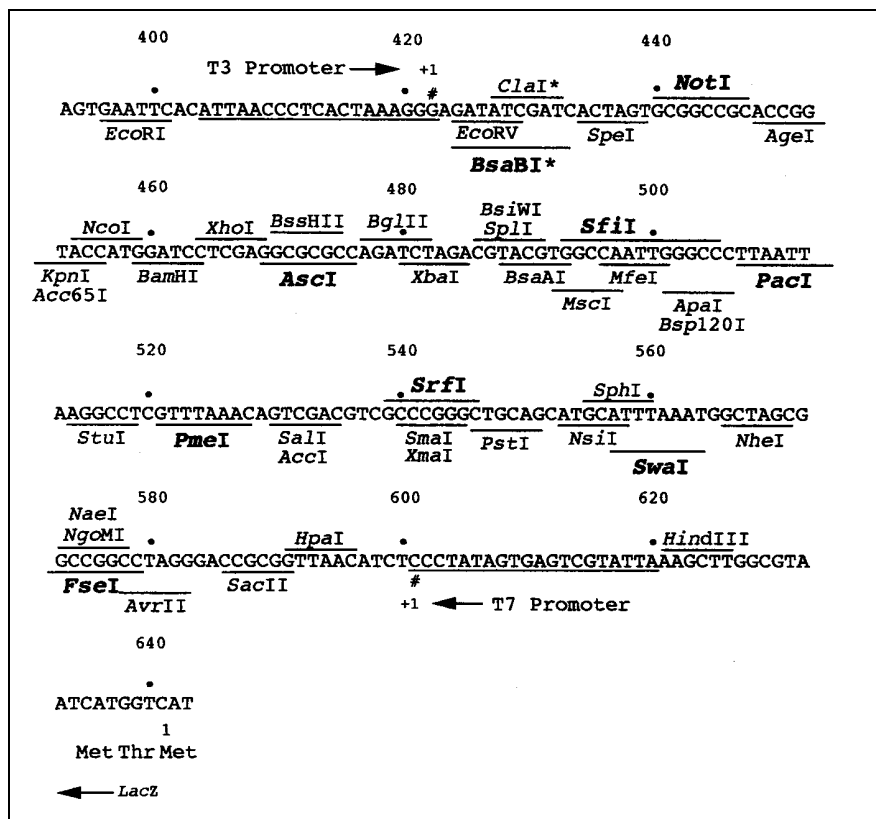 400 420 440
T3 Promoter +1 ClaI* NotI
#
AGTGAATTCACATTAACCCTCACTAAAGGGAGATATCGATCACTAGTGCGGCCGCACCGG
EcoRI EcoRV SpeI AgeI
BsaBI*
460 480 500
BsiWI
NcoI XhoI BssHII BglII SplI SfiI
TACCATGGATCCTCGAGGCGCGCCAGATCTAGACGTACGTGGCCAATTGGGCCCTTAATT
KpnI BamHI AscI XbaI BsaAI MfeI PacI
Acc65I MscI ApaI
Bsp120I
520 540 560
SrfI SphI
AAGGCCTCGTTTAAACAGTCGACGTCGCCCGGGCTGCAGCATGCATTTAAATGGCTAGCG
StuI PmeI SalI SmaI PstI NsiI NheI
AccI XmaI SwaI
580 600 620
NaeI
NgoMI HpaI HindIII
GCCGGCCTAGGGACCGCGGTTAACATCTCCCTATAGTGAGTCGTATTAAAGCTTGGCGTA
FseI AvrII SacII #
+1 T7 Promoter
640
ATCATGGTCAT
1
Met Thr Met
LacZ